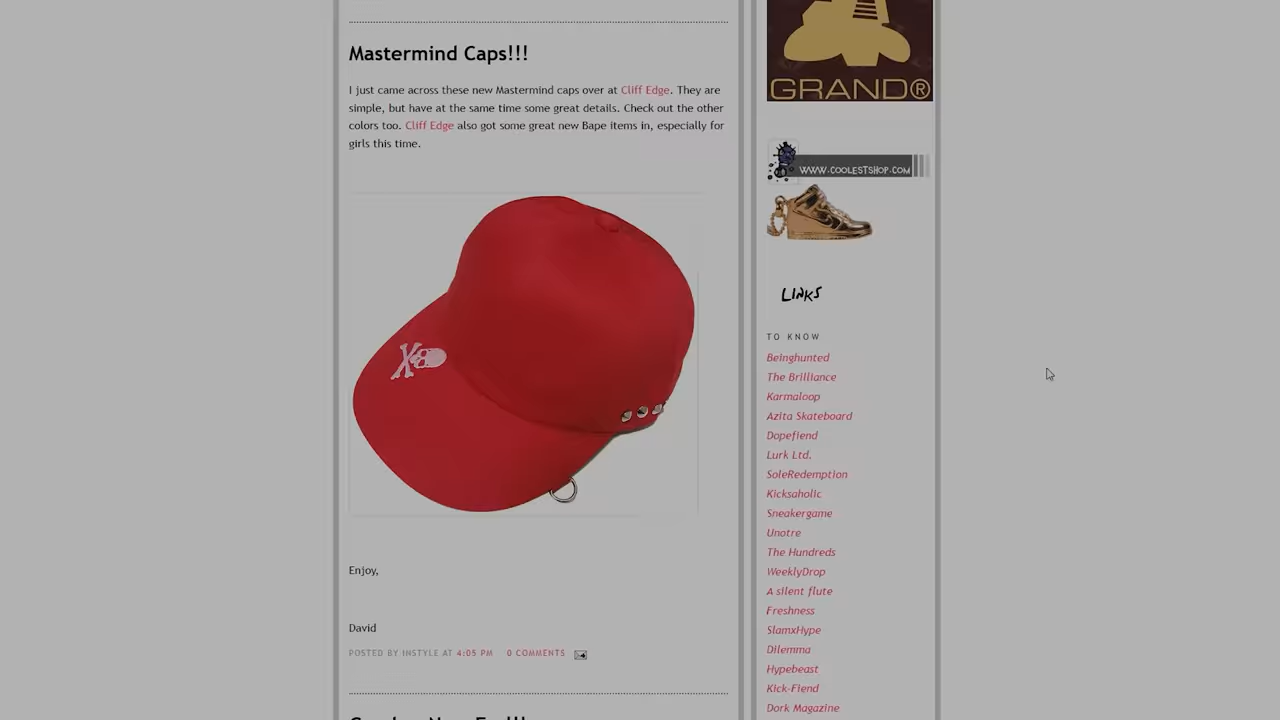 Mastermind Caps!!!
I just came across these new Mastermind caps over at Cliff Edge. They are
simple, but have at the same time some great details. Check out the other
colors too. Cliff Edge also got some great new Bape items in, especially for
girls this time.
Enjoy,
David
POSTED BY INSTYLE AT 4:05 PM 0 COMMENTS
GRAND®
WWW.COOLESTSHOP.COM
LINKS
TO KNOW
Beinghunted
The Brilliance
Karmaloop
Azita Skateboard
Dopefiend
Lurk Ltd.
SoleRedemption
Kicksaholic
Sneakergame
Unotre
The Hundreds
WeeklyDrop
A silent flute
Freshness
SlamxHype
Dilemma
Hypebeast
Kick-Fiend
Dork Magazine